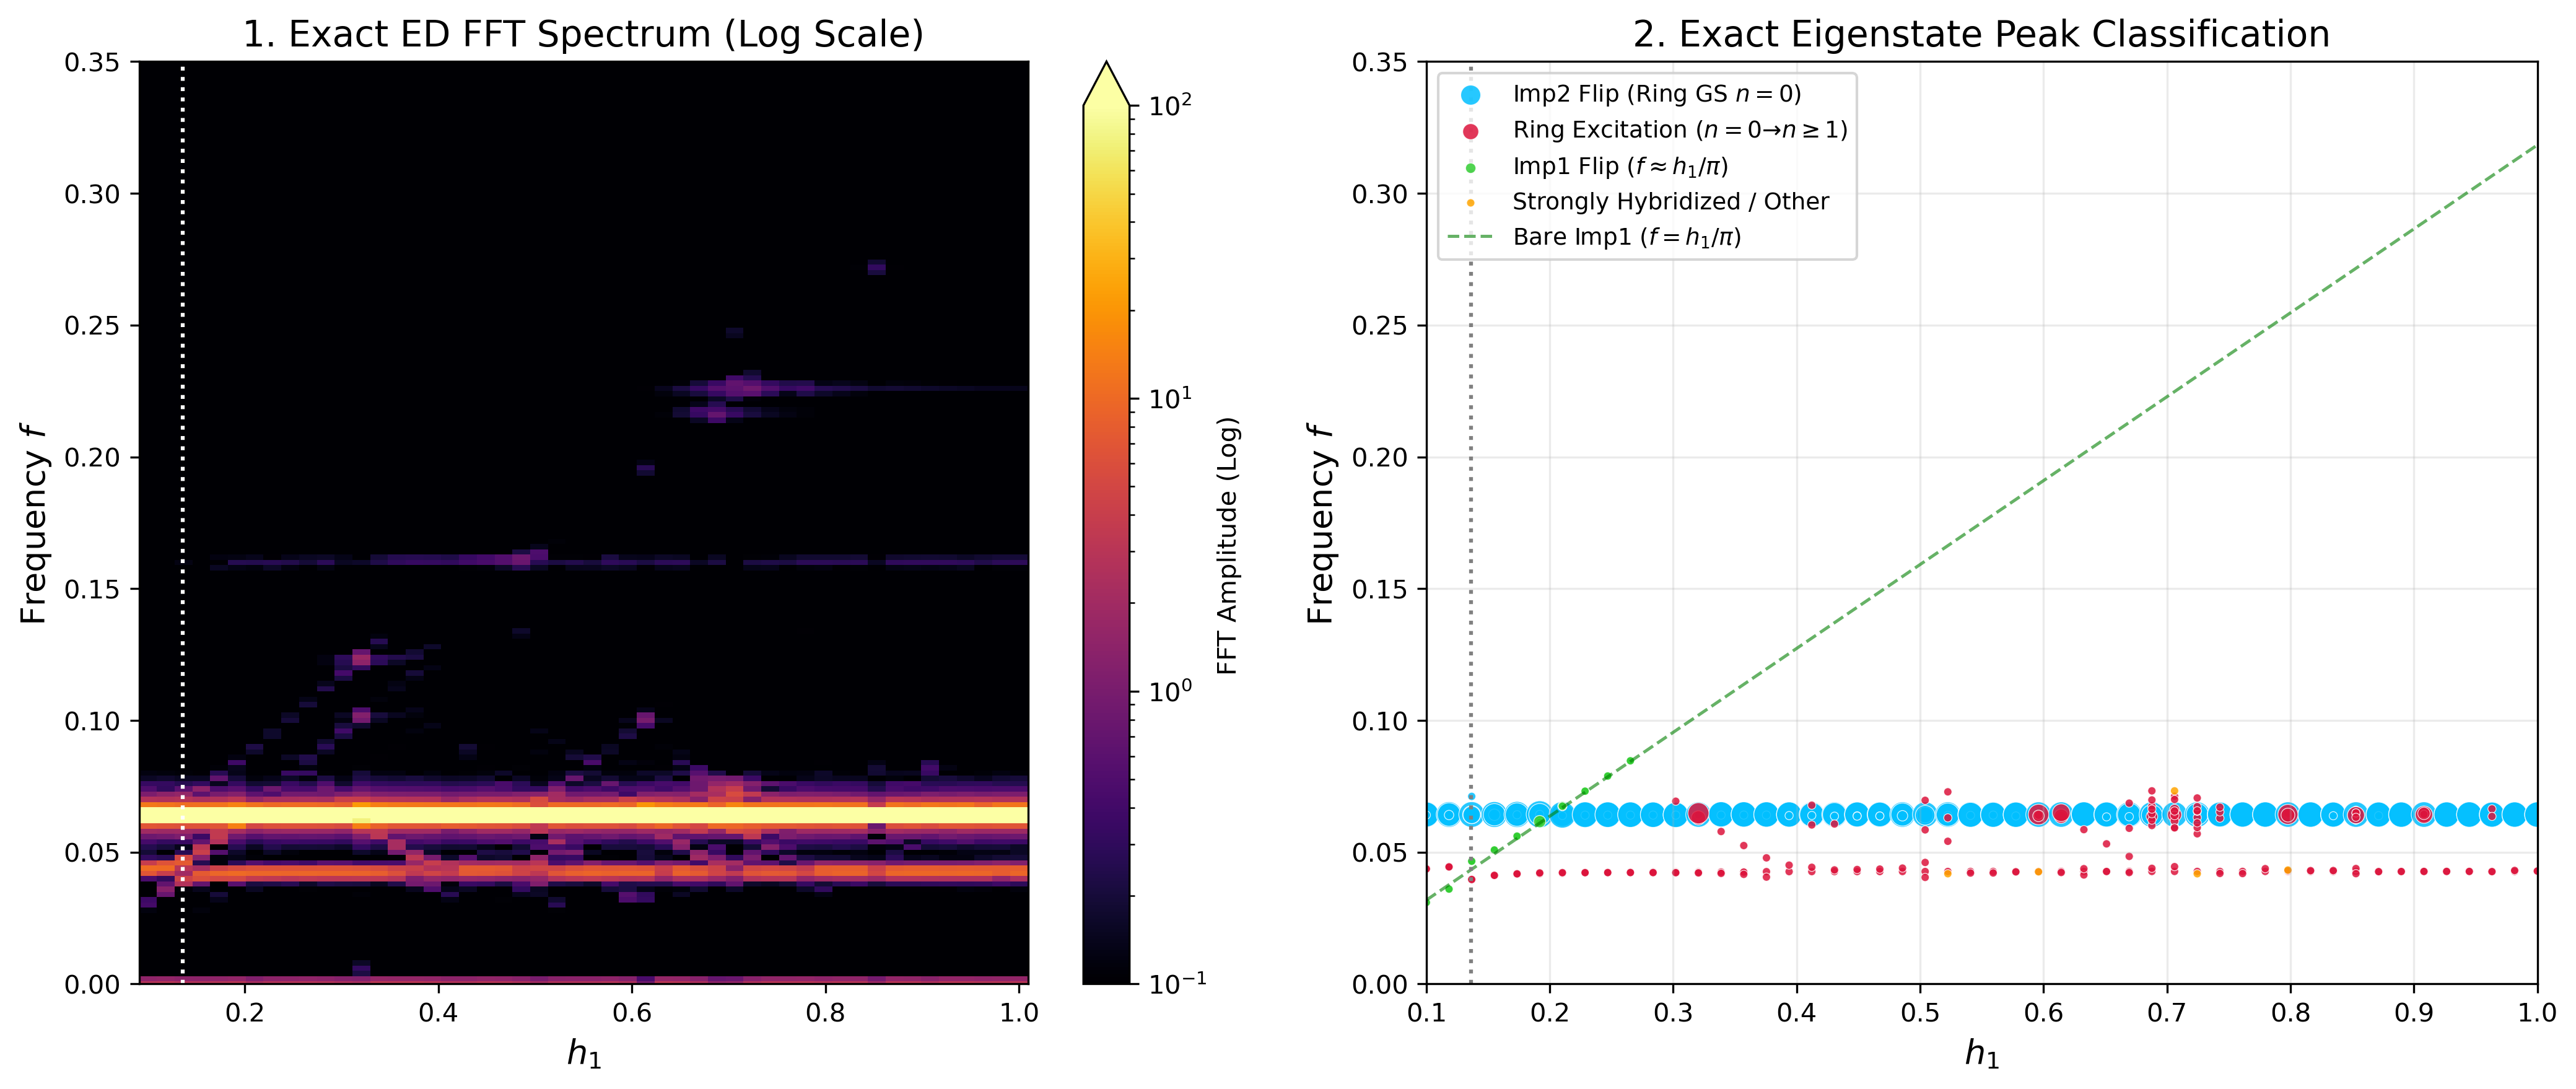 1. Exact ED FFT Spectrum (Log Scale)
Frequency f
0.35
0.30
0.25
0.20
0.15
0.10
0.05
0.00
0.2
0.4
0.6
0.8
1.0
h₁
10²
10¹
10⁰
10⁻¹
FFT Amplitude (Log)
2. Exact Eigenstate Peak Classification
Frequency f
0.35
0.30
0.25
0.20
0.15
0.10
0.05
0.00
Imp2 Flip (Ring GS n = 0)
Ring Excitation (n = 0→n ≥ 1)
Imp1 Flip (f ≈ h₁/π)
Strongly Hybridized / Other
Bare Imp1 (f = h₁/π)
0.1
0.2
0.3
0.4
0.5
0.6
0.7
0.8
0.9
1.0
h₁